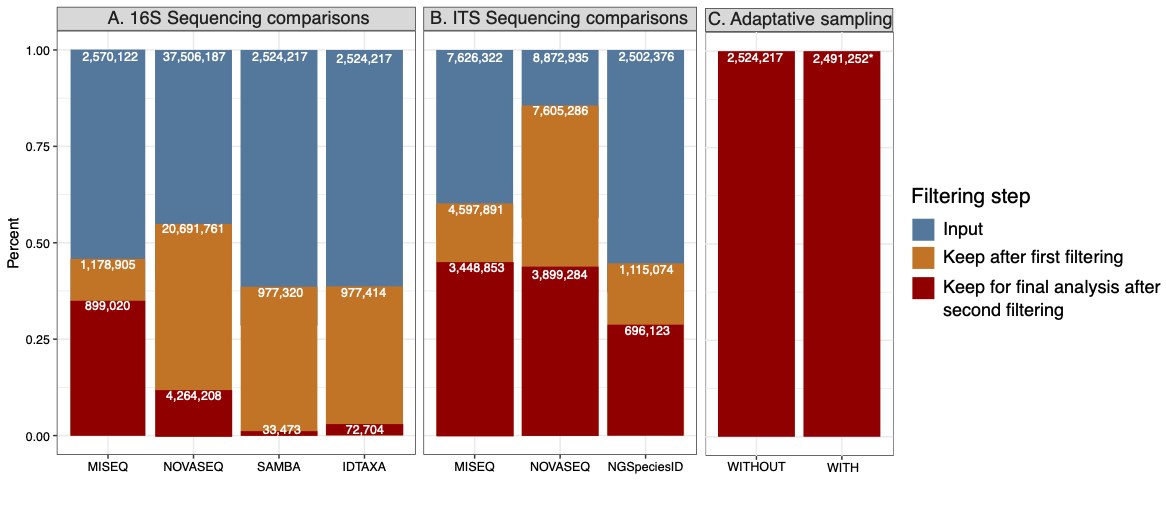 A. 16S Sequencing comparisons
B. ITS Sequencing comparisons
C. Adaptative sampling
Percent
1.00
0.75
0.50
0.25
0.00
2,570,122
37,506,187
2,524,217
2,524,217
1,178,905
20,691,761
977,320
977,414
899,020
4,264,208
33,473
72,704
MISEQ
NOVASEQ
SAMBA
IDTAXA
7,626,322
8,872,935
2,502,376
7,605,286
4,597,891
3,448,853
3,899,284
1,115,074
696,123
MISEQ
NOVASEQ
NGSpeciesID
2,524,217
2,491,252*
WITHOUT
WITH
Filtering step
Input
Keep after first filtering
Keep for final analysis after
second filtering